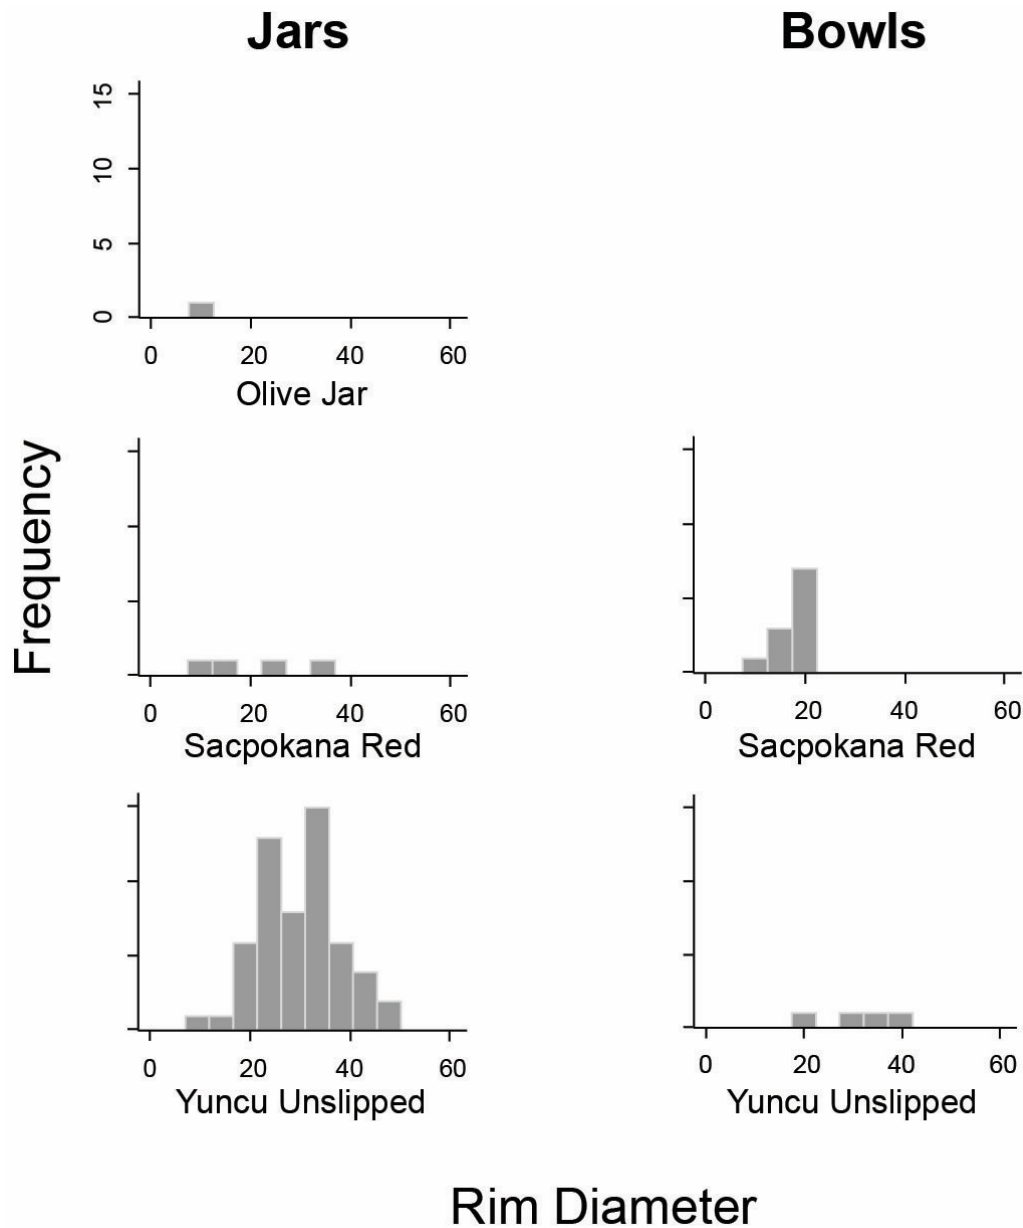 Jars
Bowls
15
10
5
0
0 20 40 60
Olive Jar
Frequency
0 20 40 60
Sacpokana Red
0 20 40 60
Sacpokana Red
0 20 40 60
Yuncu Unslipped
0 20 40 60
Yuncu Unslipped
Rim Diameter